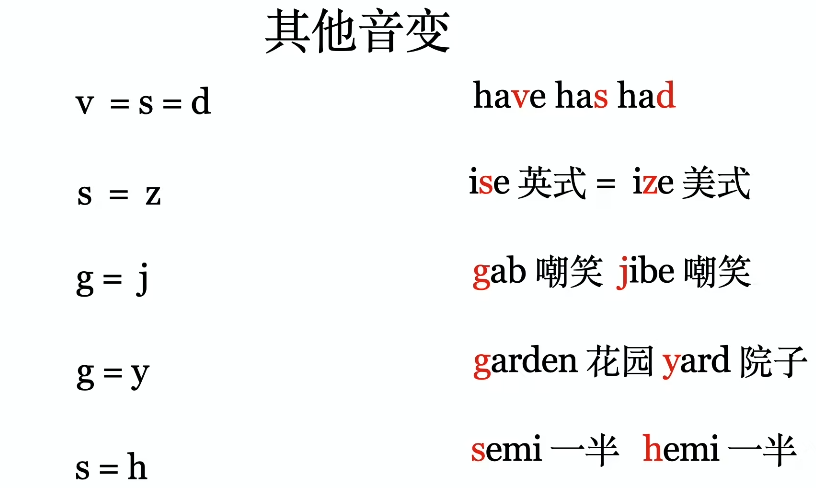 其他音变
v = s = d have has had
s = z ise 英式 = ize 美式
g = j gab 嘲笑 jibe 嘲笑
g = y garden 花园 yard 院子
s = h semi 一半 hemi 一半